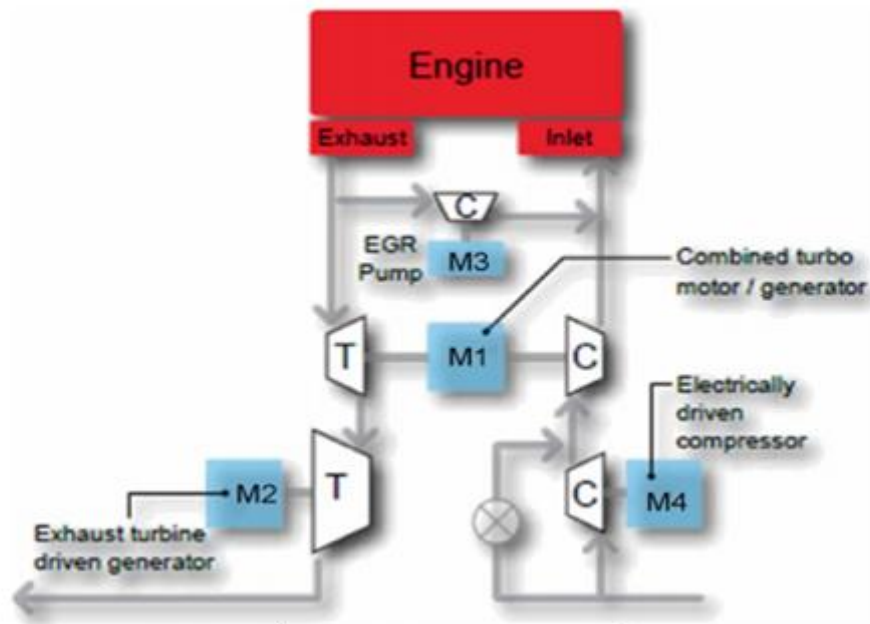 Engine
Exhaust
Inlet
C
EGR
Pump
M3
Combined turbo
motor / generator
T
M1
C
Electrically
driven
compressor
M2
T
C
M4
Exhaust turbine
driven generator